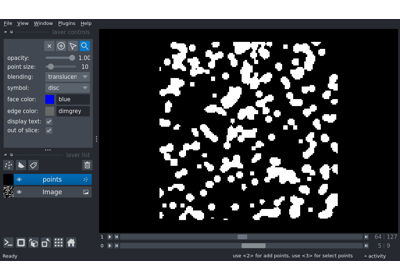 File View Window Plugins Help
layer controls
opacity: 1.00
point size: 10
blending: translucen
symbol: disc
face color: blue
edge color: dimgrey
display text:
out of slice:
layer list
points
Image
1 64 127
0 5 9
Ready use <2> for add points, use <3> for select points activity